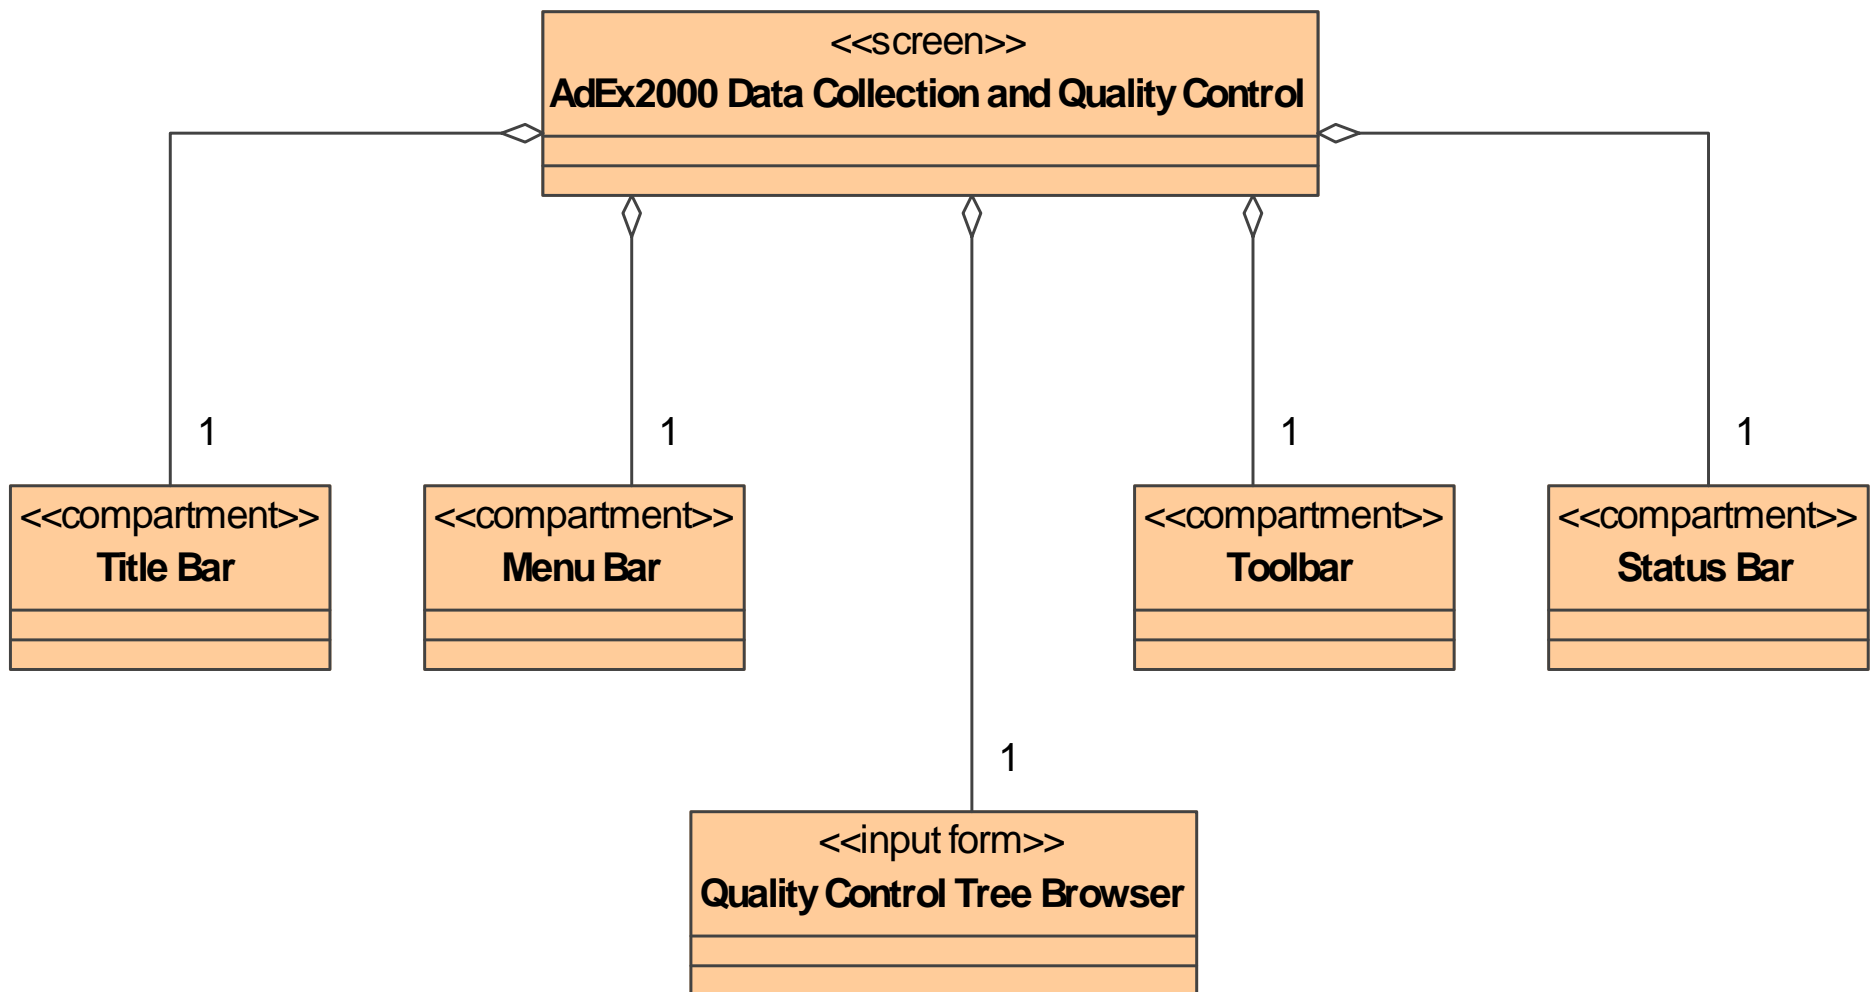 <<screen>>
AdEx2000 Data Collection and Quality Control
1
1
1
1
<<compartment>>
Title Bar
<<compartment>>
Menu Bar
<<compartment>>
Toolbar
<<compartment>>
Status Bar
1
<<input form>>
Quality Control Tree Browser